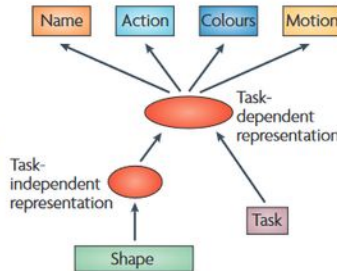 Name
Action
Colours
Motion
Task-
dependent
representation
Task-
independent
representation
Task
Shape